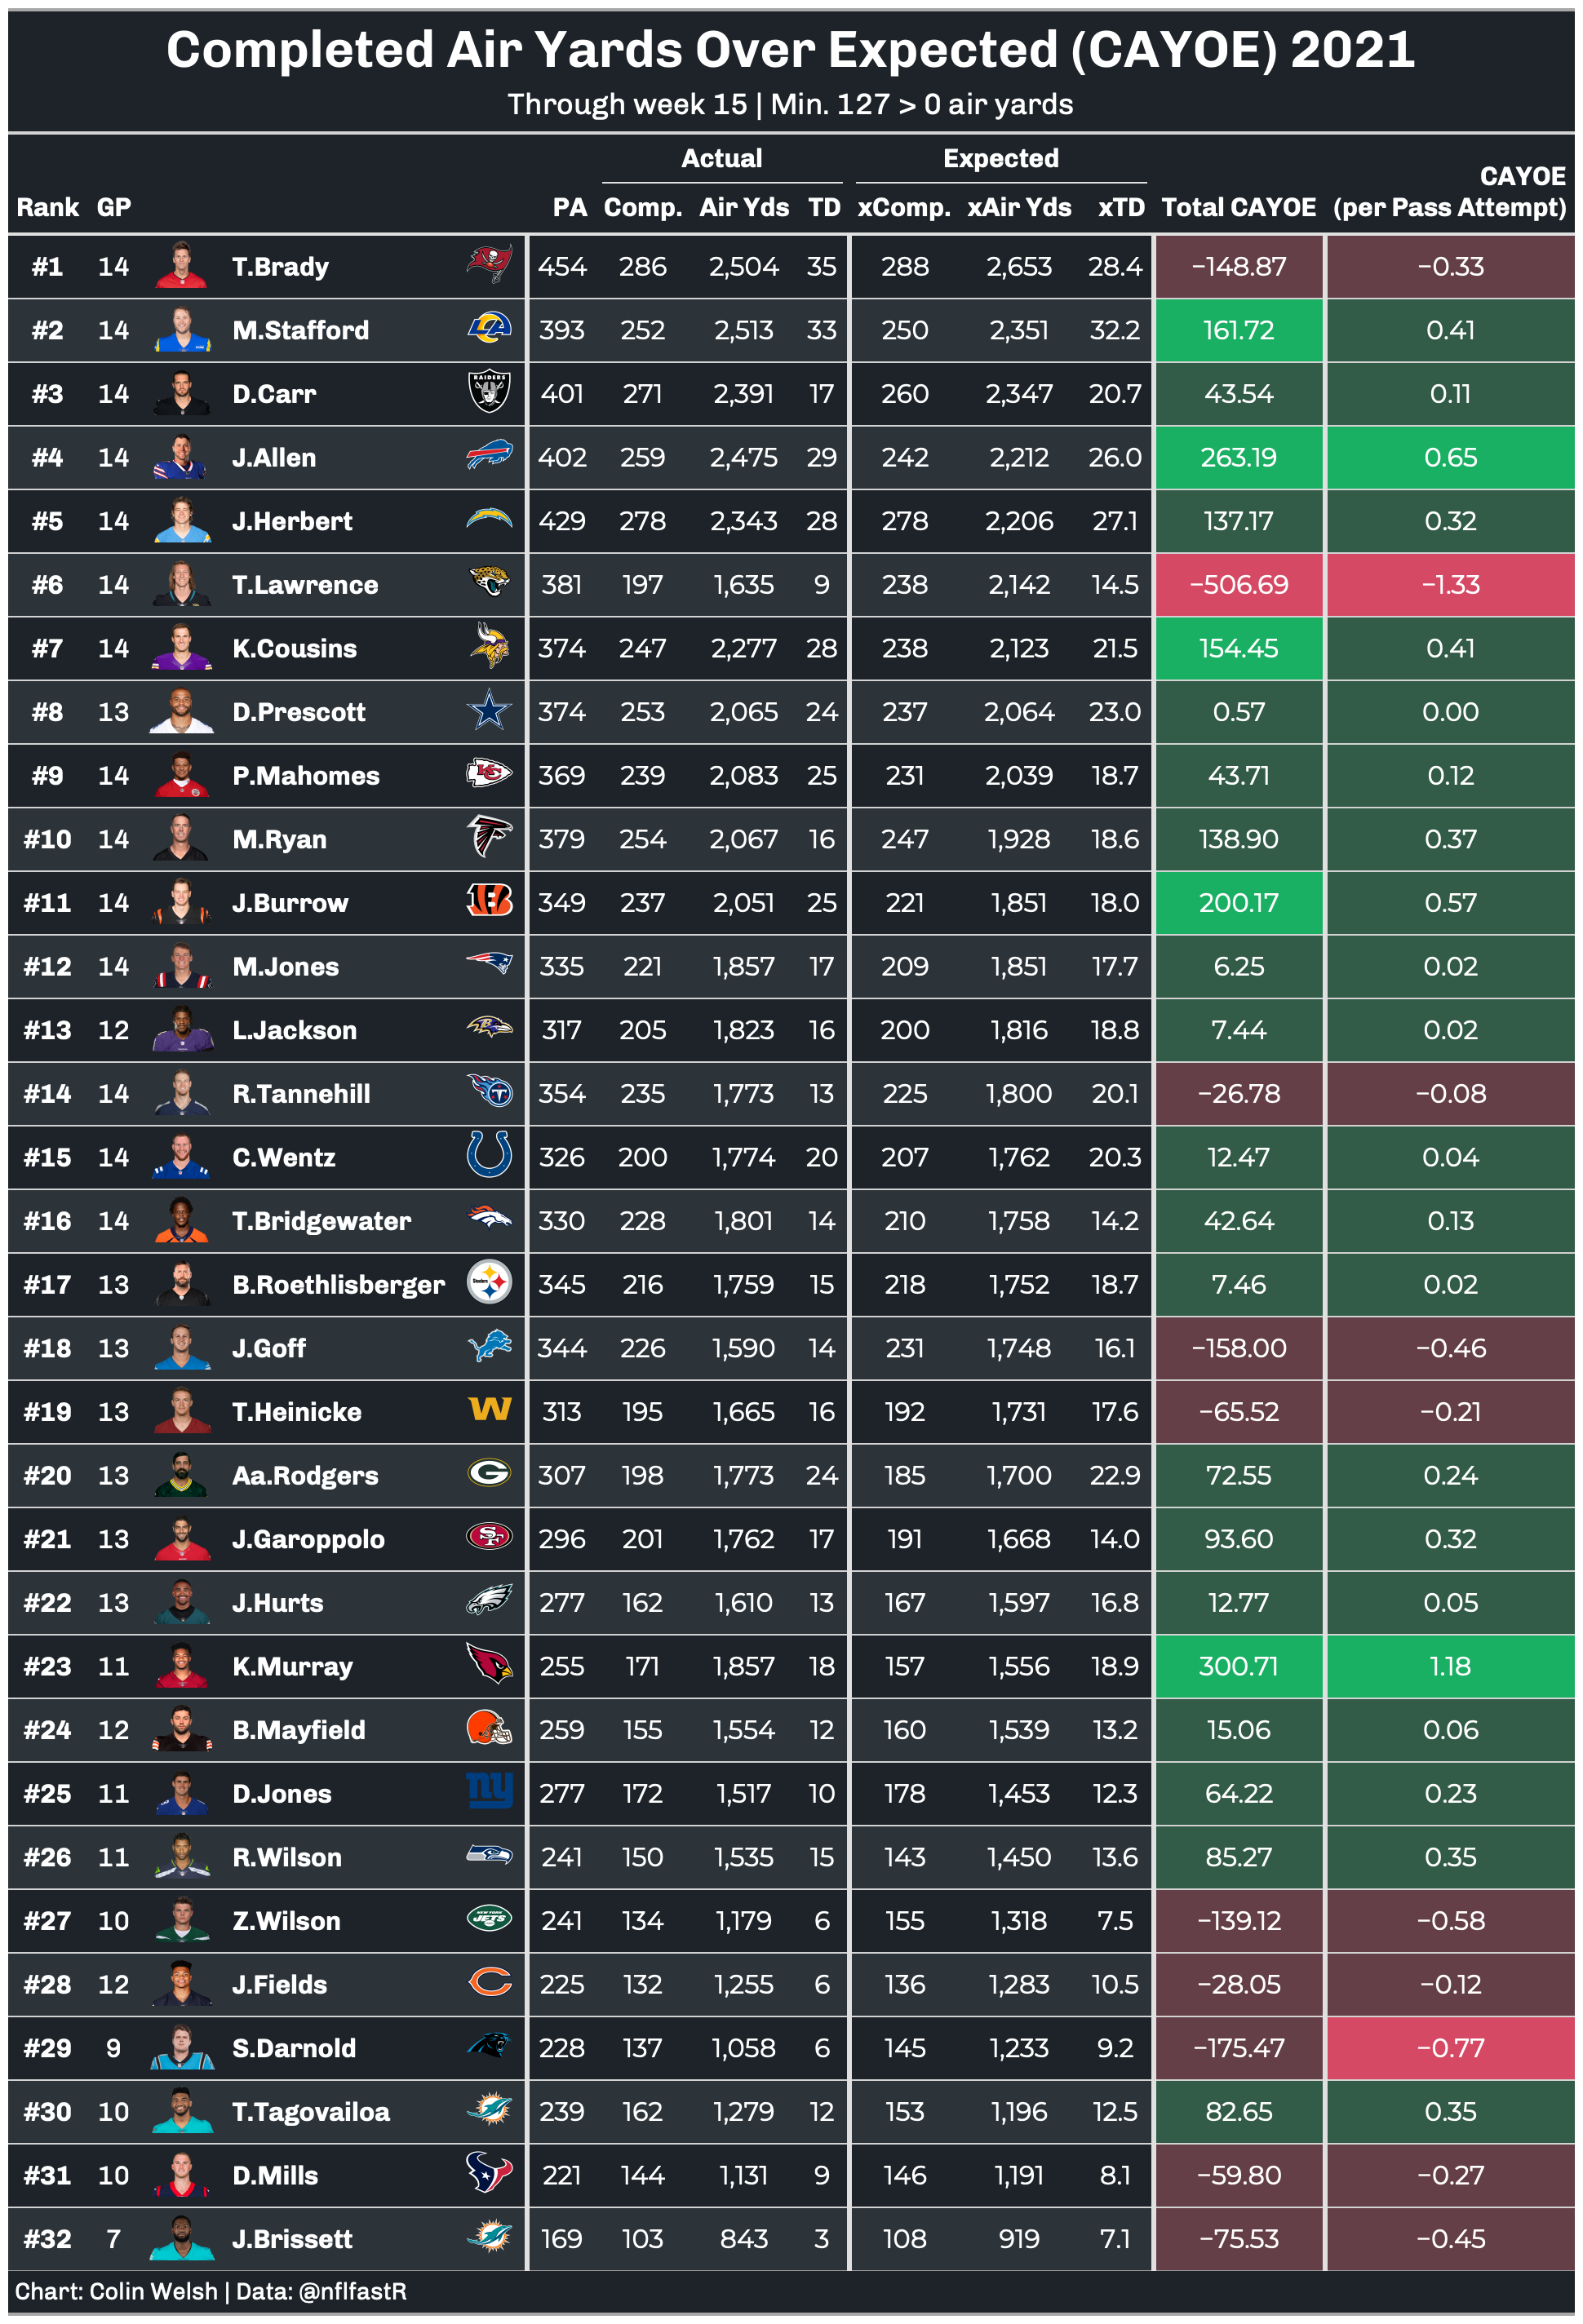 Completed Air Yards Over Expected (CAYOE) 2021
Through week 15 | Min. 127 > 0 air yards
Actual Expected
Rank GP PA Comp. Air Yds TD xComp. xAir Yds xTD Total CAYOE CAYOE (per Pass Attempt)
#1 14 T.Brady 454 286 2,504 35 288 2,653 28.4 −148.87 −0.33
#2 14 M.Stafford 393 252 2,513 33 250 2,351 32.2 161.72 0.41
#3 14 D.Carr RAIDERS 401 271 2,391 17 260 2,347 20.7 43.54 0.11
#4 14 J.Allen 402 259 2,475 29 242 2,212 26.0 263.19 0.65
#5 14 J.Herbert 429 278 2,343 28 278 2,206 27.1 137.17 0.32
#6 14 T.Lawrence 381 197 1,635 9 238 2,142 14.5 −506.69 −1.33
#7 14 K.Cousins 374 247 2,277 28 238 2,123 21.5 154.45 0.41
#8 13 D.Prescott 374 253 2,065 24 237 2,064 23.0 0.57 0.00
#9 14 P.Mahomes KC 369 239 2,083 25 231 2,039 18.7 43.71 0.12
#10 14 M.Ryan 379 254 2,067 16 247 1,928 18.6 138.90 0.37
#11 14 J.Burrow B 349 237 2,051 25 221 1,851 18.0 200.17 0.57
#12 14 M.Jones 335 221 1,857 17 209 1,851 17.7 6.25 0.02
#13 12 L.Jackson 317 205 1,823 16 200 1,816 18.8 7.44 0.02
#14 14 R.Tannehill T 354 235 1,773 13 225 1,800 20.1 −26.78 −0.08
#15 14 C.Wentz 326 200 1,774 20 207 1,762 20.3 12.47 0.04
#16 14 T.Bridgewater 330 228 1,801 14 210 1,758 14.2 42.64 0.13
#17 13 B.Roethlisberger Steelers 345 216 1,759 15 218 1,752 18.7 7.46 0.02
#18 13 J.Goff 344 226 1,590 14 231 1,748 16.1 −158.00 −0.46
#19 13 T.Heinicke W 313 195 1,665 16 192 1,731 17.6 −65.52 −0.21
#20 13 Aa.Rodgers G 307 198 1,773 24 185 1,700 22.9 72.55 0.24
#21 13 J.Garoppolo SF 296 201 1,762 17 191 1,668 14.0 93.60 0.32
#22 13 J.Hurts 277 162 1,610 13 167 1,597 16.8 12.77 0.05
#23 11 K.Murray 255 171 1,857 18 157 1,556 18.9 300.71 1.18
#24 12 B.Mayfield 259 155 1,554 12 160 1,539 13.2 15.06 0.06
#25 11 D.Jones ny 277 172 1,517 10 178 1,453 12.3 64.22 0.23
#26 11 R.Wilson 241 150 1,535 15 143 1,450 13.6 85.27 0.35
#27 10 Z.Wilson NEW YORK JETS 241 134 1,179 6 155 1,318 7.5 −139.12 −0.58
#28 12 J.Fields C 225 132 1,255 6 136 1,283 10.5 −28.05 −0.12
#29 9 S.Darnold 228 137 1,058 6 145 1,233 9.2 −175.47 −0.77
#30 10 T.Tagovailoa 239 162 1,279 12 153 1,196 12.5 82.65 0.35
#31 10 D.Mills 221 144 1,131 9 146 1,191 8.1 −59.80 −0.27
#32 7 J.Brissett 169 103 843 3 108 919 7.1 −75.53 −0.45
Chart: Colin Welsh | Data: @nflfastR